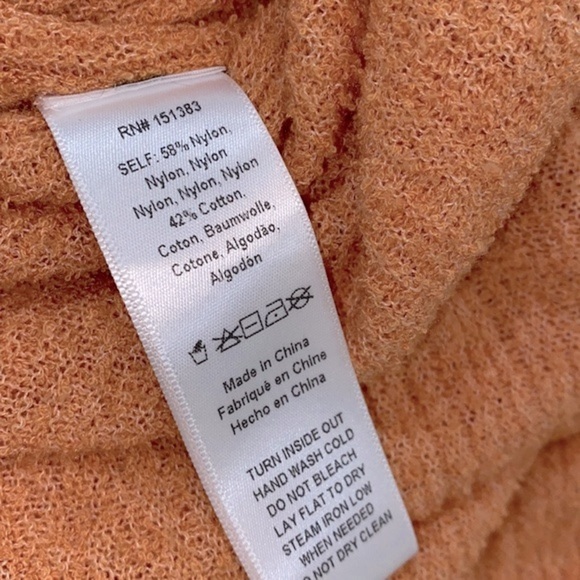 RN# 151383
SELF: 58% Nylon,
Nylon, Nylon
Nylon, Nylon, Nylon
42% Cotton.
Coton, Baumwolle,
Cotone, Algodão,
Algodón
Made in China
Fabriqué en Chine
Hecho en China
TURN INSIDE OUT
HAND WASH COLD
DO NOT BLEACH
LAY FLAT TO DRY
STEAM IRON LOW
WHEN NEEDED
DO NOT DRY CLEAN